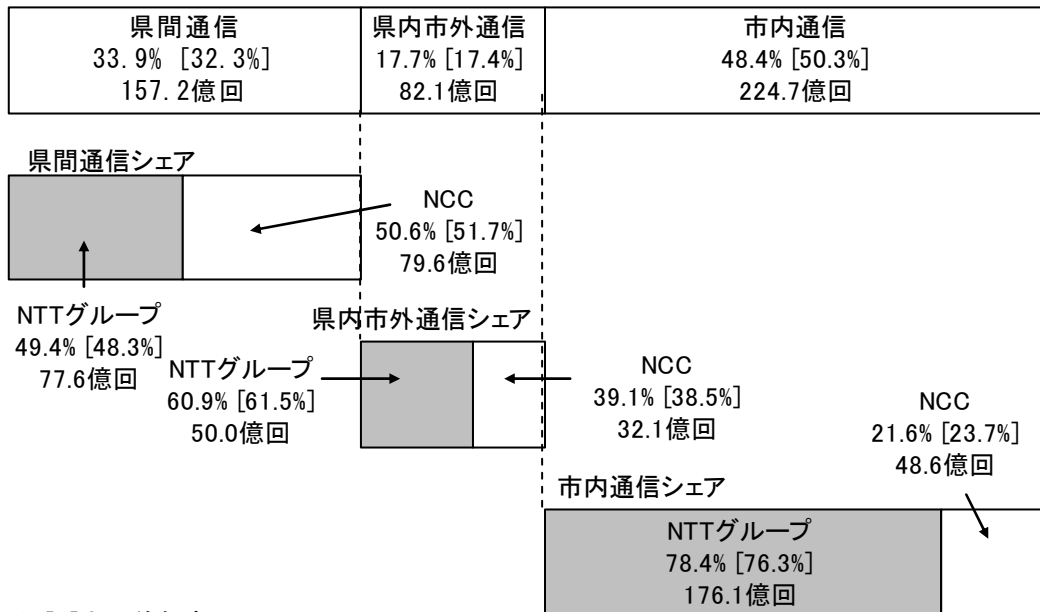 県間通信
33.9% [32.3%]
157.2億回
県内市外通信
17.7% [17.4%]
82.1億回
市内通信
48.4% [50.3%]
224.7億回
県間通信シェア
NCC
50.6% [51.7%]
79.6億回
NTTグループ
49.4% [48.3%]
77.6億回
県内市外通信シェア
NTTグループ
60.9% [61.5%]
50.0億回
NCC
39.1% [38.5%]
32.1億回
NCC
21.6% [23.7%]
48.6億回
市内通信シェア
NTTグループ
78.4% [76.3%]
176.1億回